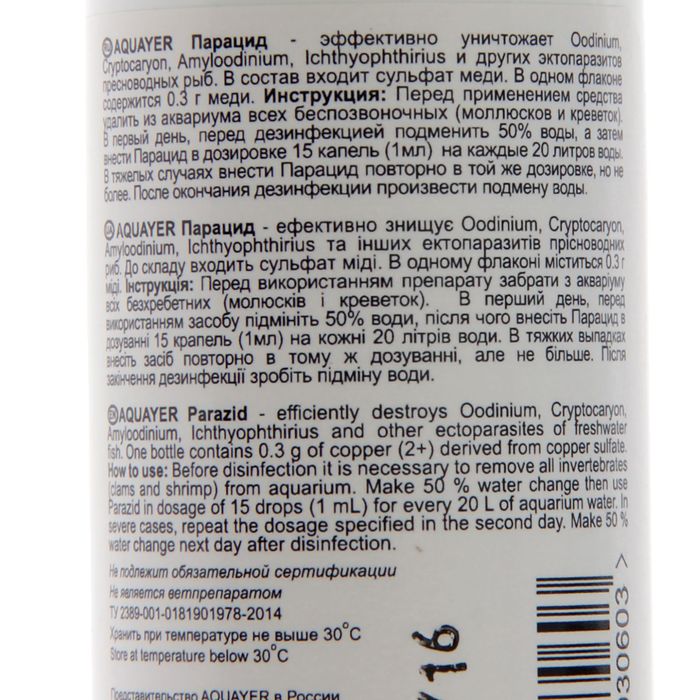 RU AQUAYER Парацид - эффективно уничтожает Oodinium,
Cryptocaryon, Amyloodinium, Ichthyophthirius и других эктопаразитов
пресноводных рыб. В состав входит сульфат меди. В одном флаконе
содержится 0.3 г меди. Инструкция: Перед применением средства
удалить из аквариума всех беспозвоночных (моллюсков и креветок).
В первый день, перед дезинфекцией подменить 50% воды, а затем
внести Парацид в дозировке 15 капель (1мл) на каждые 20 литров воды.
В тяжелых случаях внести Парацид повторно в той же дозировке, но не
более. После окончания дезинфекции произвести подмену воды.
UA AQUAYER Парацид - ефективно знищує Oodinium, Cryptocaryon,
Amyloodinium, Ichthyophthirius та інших ектопаразитів прісноводних
риб. До складу входить сульфат міді. В одному флаконі міститься 0.3 г
міді. Інструкція: Перед використанням препарату забрати з акваріуму
всіх безхребетних (молюсків і креветок). В перший день, перед
використанням засобу підмініть 50% води, після чого внесіть Парацид в
дозуванні 15 крапель (1мл) на кожні 20 літрів води. В тяжких випадках
внесіть засіб повторно в тому ж дозуванні, але не більше. Після
закінчення дезинфекції зробіть підміну води.
EN AQUAYER Parazid - efficiently destroys Oodinium, Cryptocaryon,
Amyloodinium, Ichthyophthirius and other ectoparasites of freshwater
fish. One bottle contains 0.3 g of copper (2+) derived from copper sulfate.
How to use: Before disinfection it is necessary to remove all invertebrates
(clams and shrimp) from aquarium. Make 50 % water change then use
Parazid in dosage of 15 drops (1 mL) for every 20 L of aquarium water. In
severe cases, repeat the dosage specified in the second day. Make 50 %
water change next day after disinfection.
Не подлежит обязательной сертификации
Не является ветпрепаратом
ТУ 2389-001-0181901978-2014
Хранить при температуре не выше 30°C
Store at temperature below 30°C
Представительство AQUAYER в России
16
30603 >